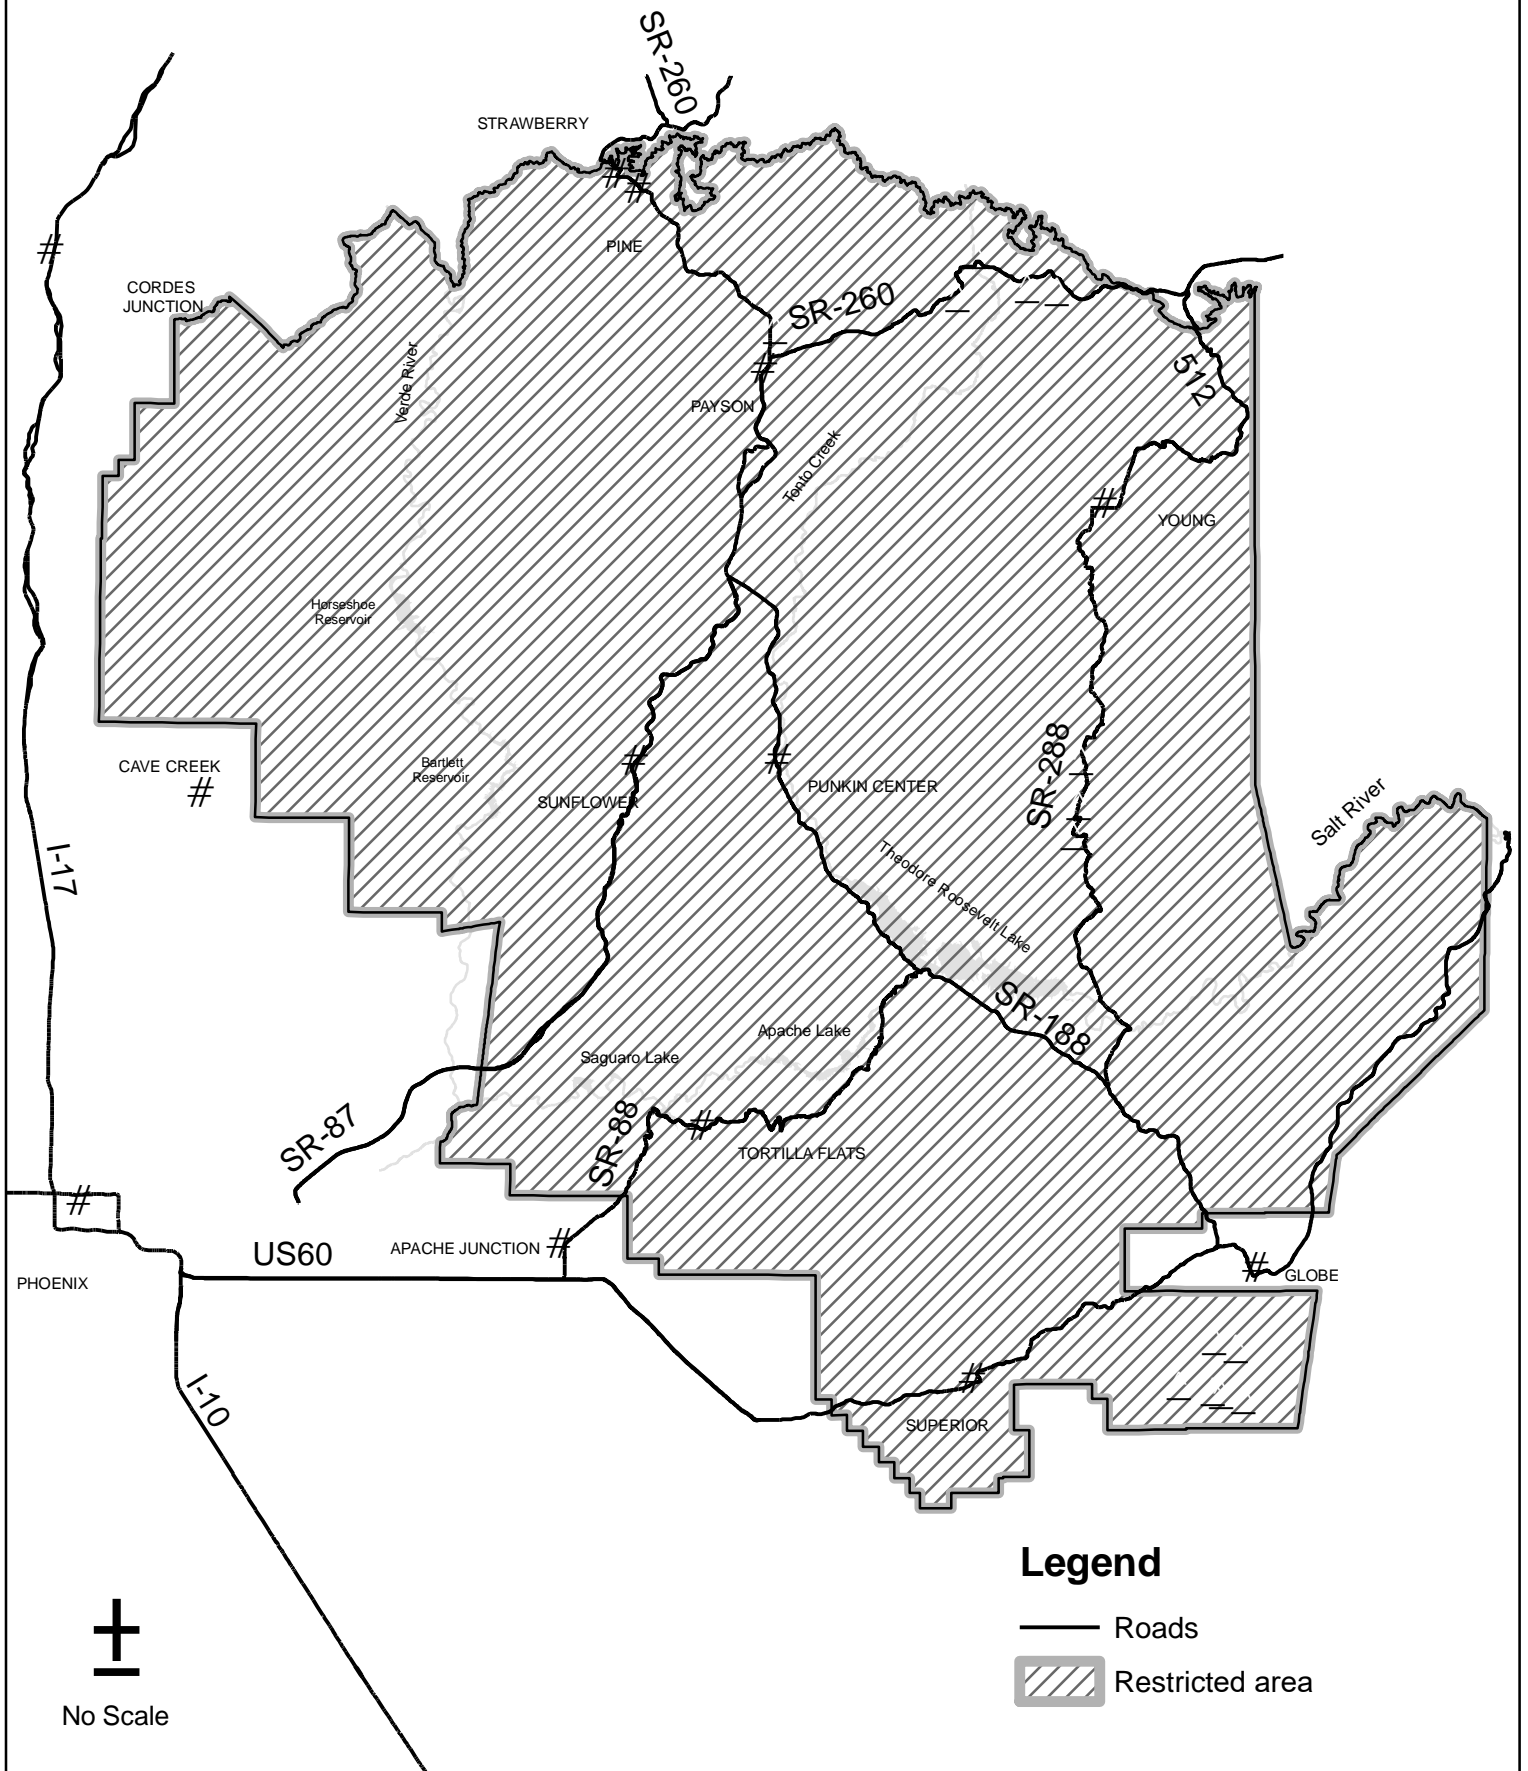 SR-260
STRAWBERRY
PINE
CORDES
JUNCTION
SR-260
Verde River
512
PAYSON
Tonto Creek
YOUNG
Horseshoe
Reservoir
SR-288
CAVE CREEK
Bartlett
Reservoir
SUNFLOWER
PUNKIN CENTER
Salt River
I-17
Theodore Roosevelt Lake
SR-188
Apache Lake
Saguaro Lake
SR-87
SR-88
TORTILLA FLATS
US60
APACHE JUNCTION
PHOENIX
GLOBE
I-10
SUPERIOR
Legend
Roads
Restricted area
±
No Scale